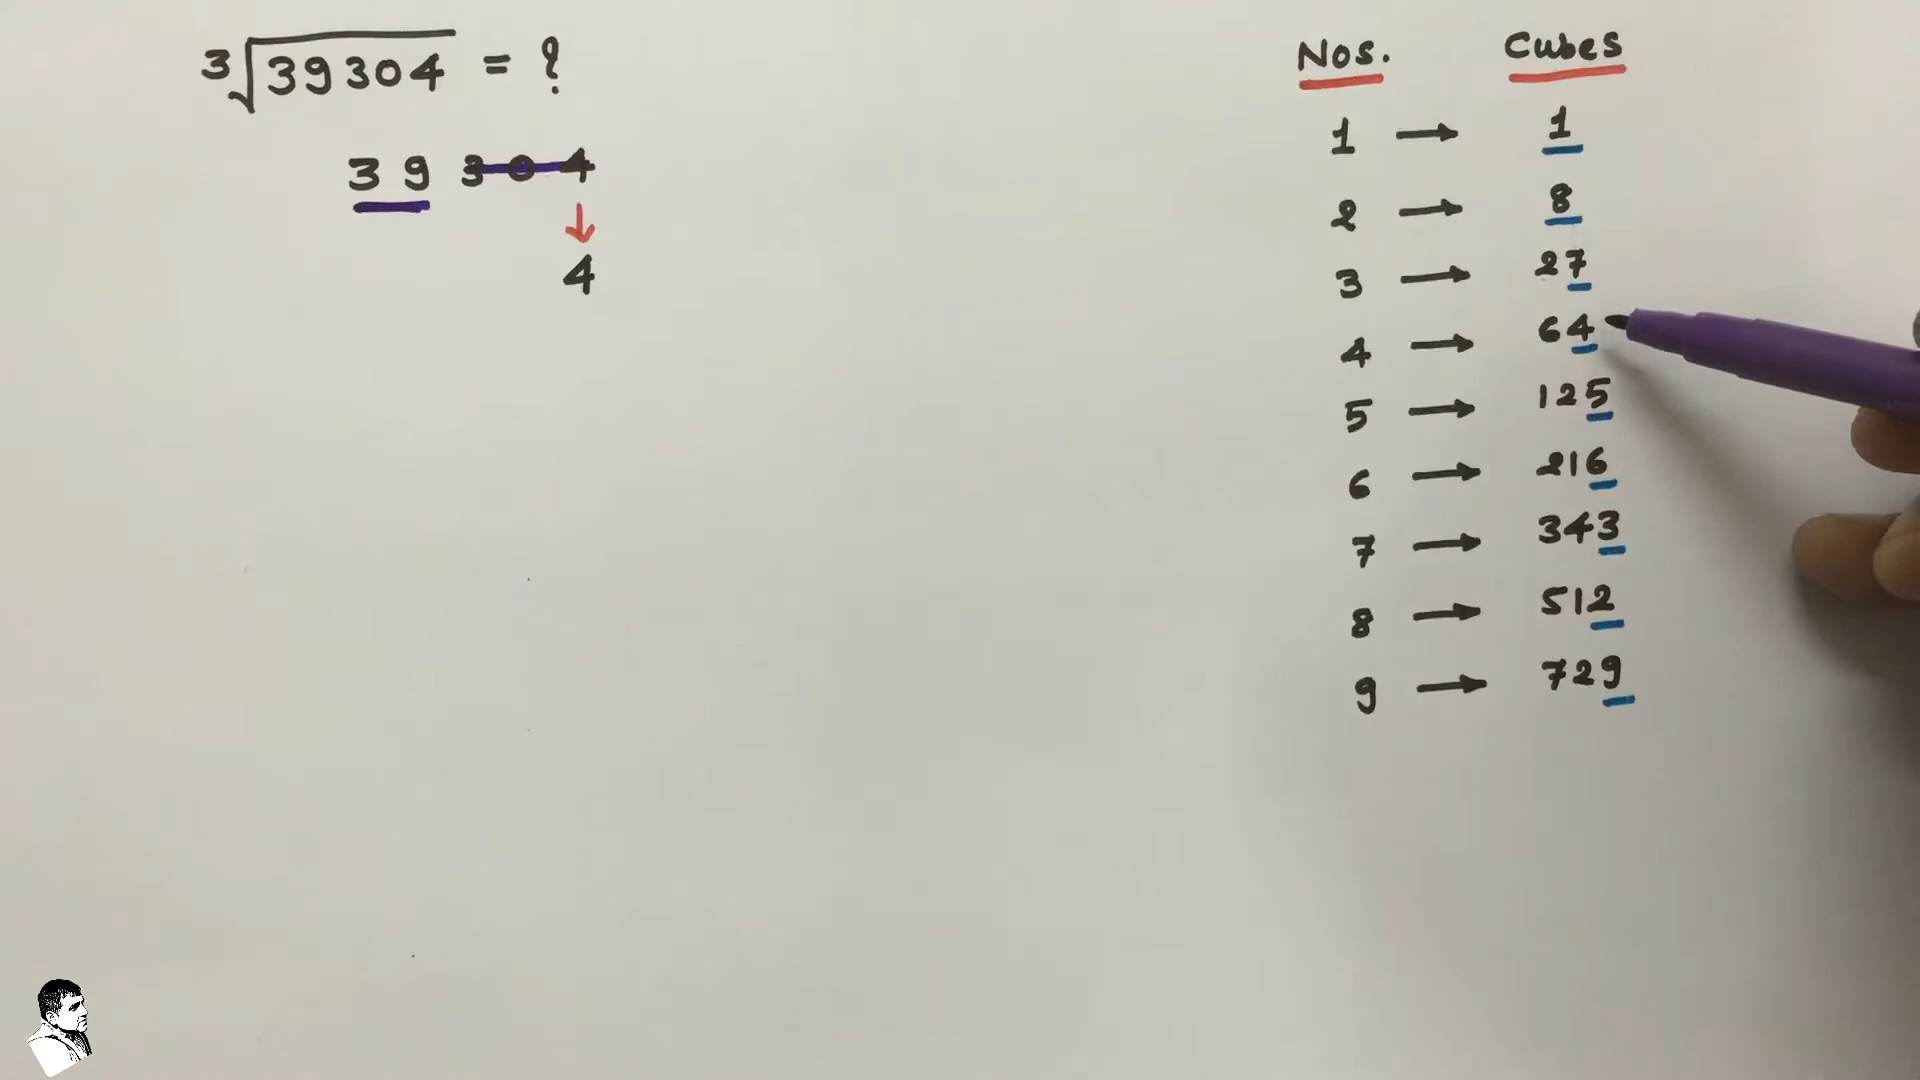 3√39304 = ?
39 304
↓
4
Nos. Cubes
1 → 1
2 → 8
3 → 27
4 → 64
5 → 125
6 → 216
7 → 343
8 → 512
9 → 729